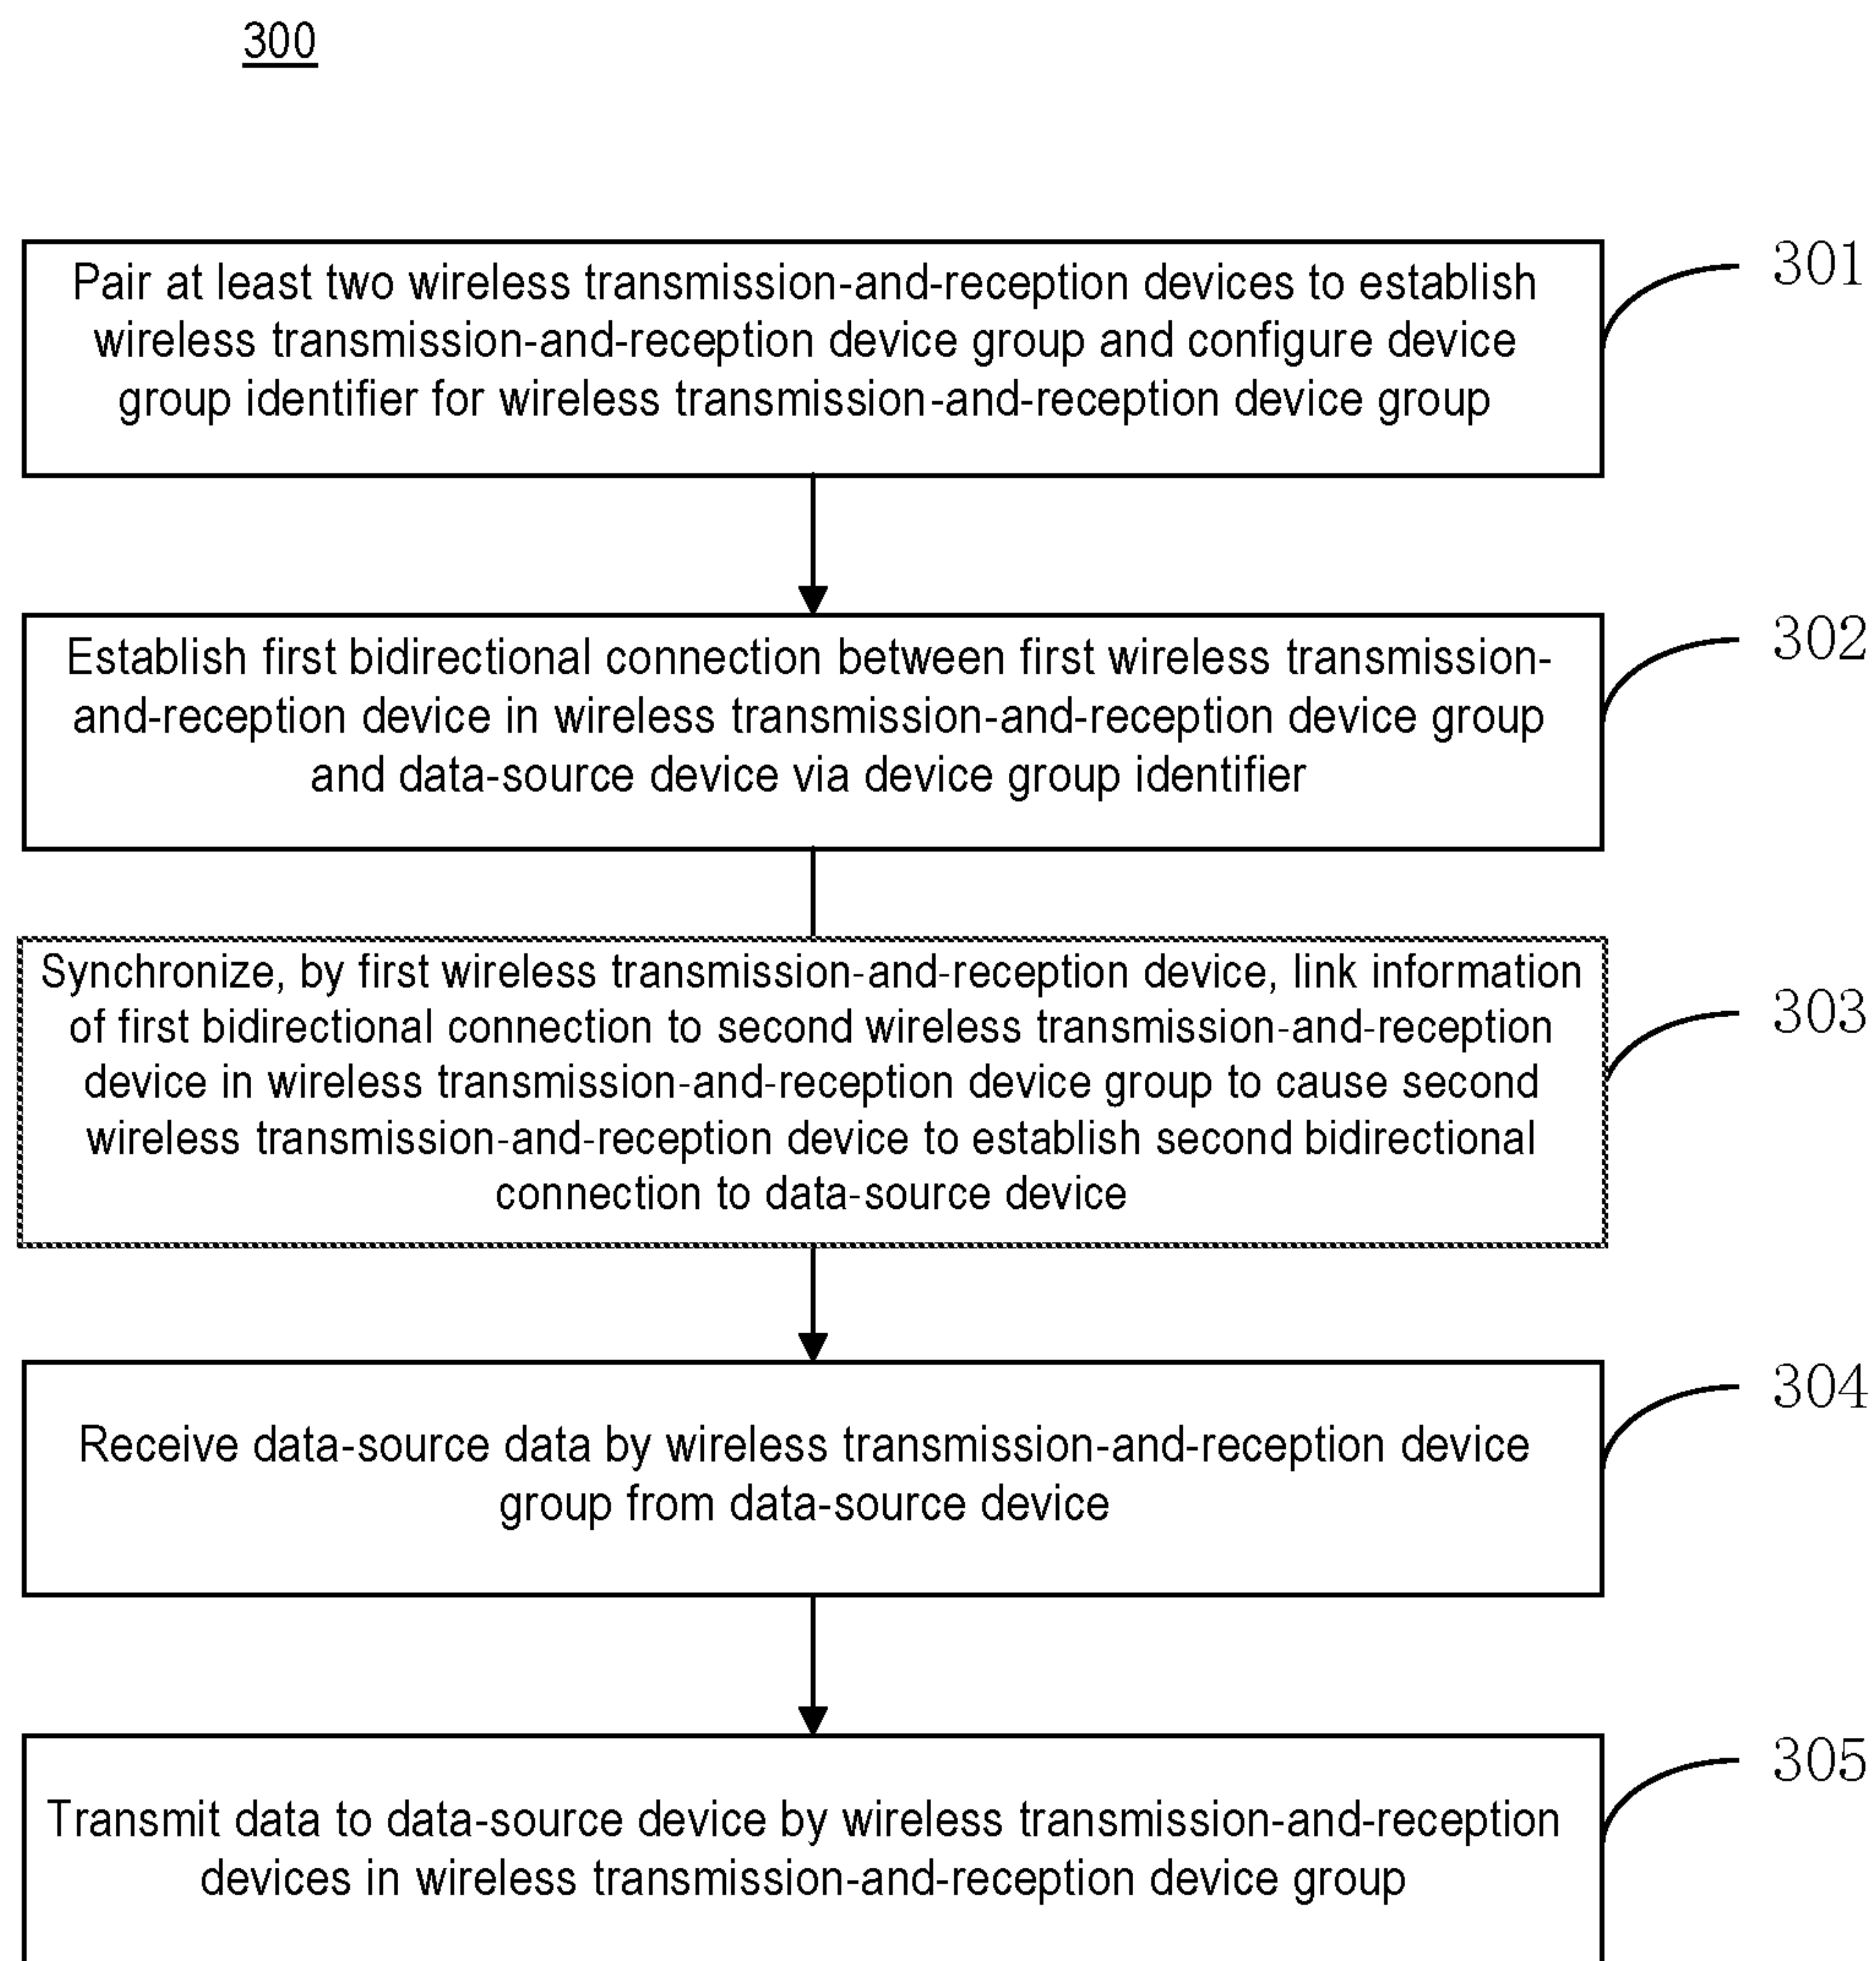 300
Pair at least two wireless transmission-and-reception devices to establish
wireless transmission-and-reception device group and configure device
group identifier for wireless transmission-and-reception device group
301
Establish first bidirectional connection between first wireless transmission-
and-reception device in wireless transmission-and-reception device group
and data-source device via device group identifier
302
Synchronize, by first wireless transmission-and-reception device, link information
of first bidirectional connection to second wireless transmission-and-reception
device in wireless transmission-and-reception device group to cause second
wireless transmission-and-reception device to establish second bidirectional
connection to data-source device
303
Receive data-source data by wireless transmission-and-reception device
group from data-source device
304
Transmit data to data-source device by wireless transmission-and-reception
devices in wireless transmission-and-reception device group
305